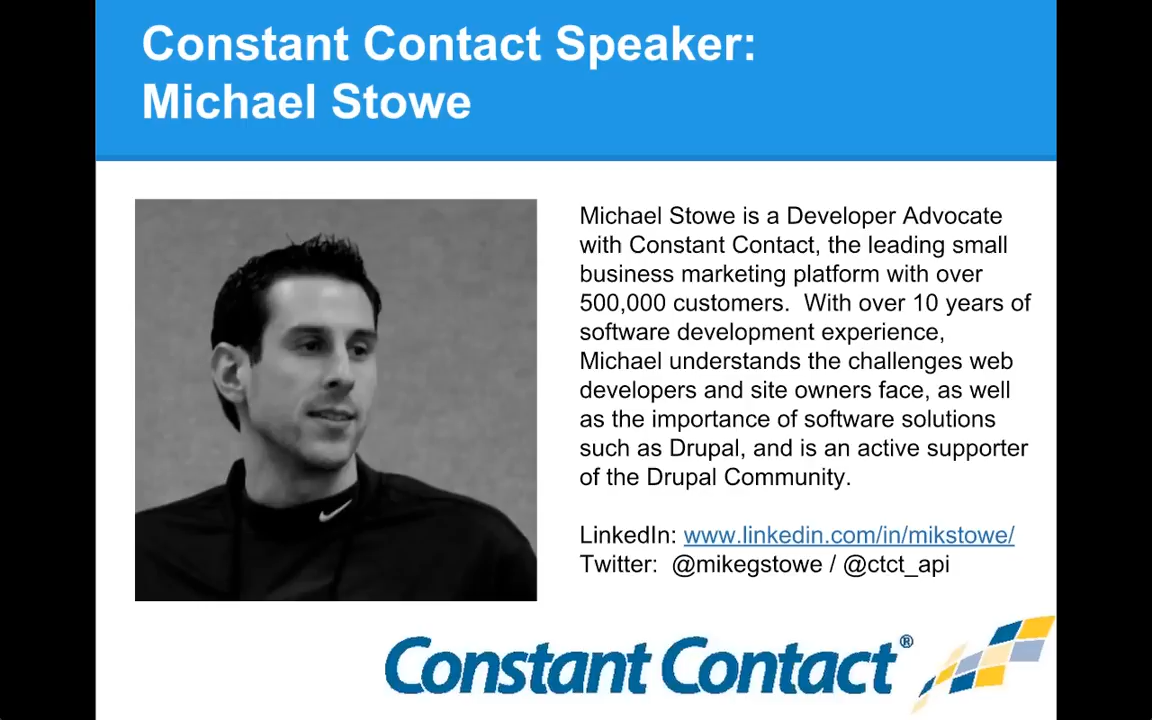 Constant Contact Speaker:
Michael Stowe
Michael Stowe is a Developer Advocate
with Constant Contact, the leading small
business marketing platform with over
500,000 customers.  With over 10 years of
software development experience,
Michael understands the challenges web
developers and site owners face, as well
as the importance of software solutions
such as Drupal, and is an active supporter
of the Drupal Community.
LinkedIn: www.linkedin.com/in/mikstowe/
Twitter:  @mikegstowe / @ctct_api
Constant Contact®